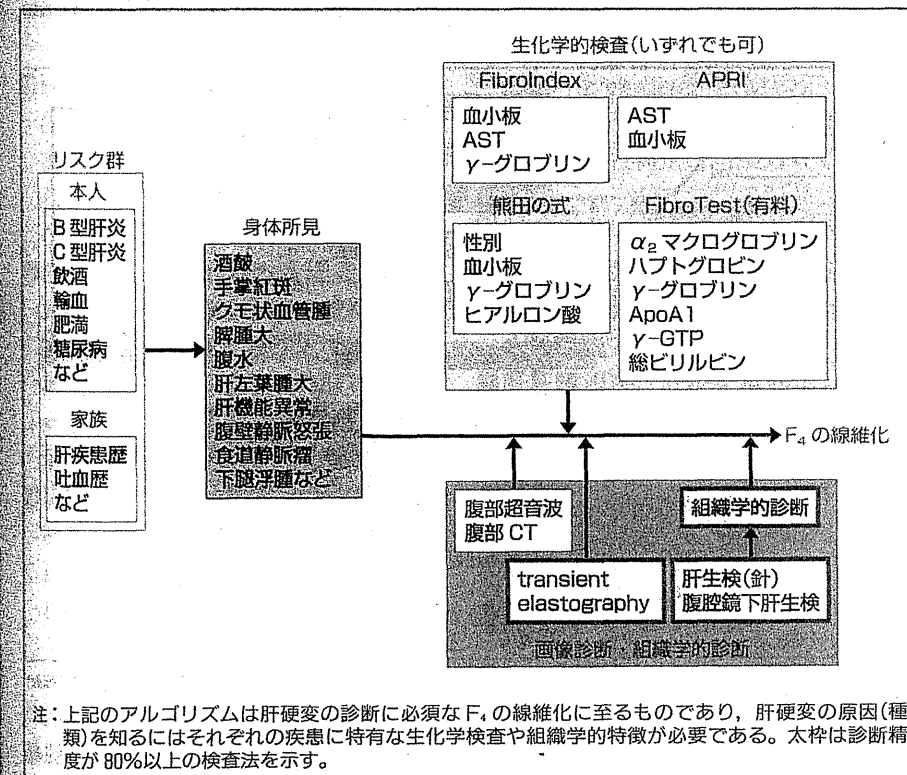 生化学的検査(いずれでも可)
FibroIndex
血小板
AST
γ-グロブリン
APRI
AST
血小板
熊田の式
性別
血小板
γ-グロブリン
ヒアルロン酸
FibroTest(有料)
α₂マクログロブリン
ハプトグロビン
γ-グロブリン
ApoA1
γ-GTP
総ビリルビン
リスク群
本人
B型肝炎
C型肝炎
飲酒
輸血
肥満
糖尿病
など
家族
肝疾患歴
吐血歴
など
身体所見
酒皶
手掌紅斑
クモ状血管腫
脾腫大
腹水
肝左葉腫大
肝機能異常
腹壁静脈怒張
食道静脈瘤
下腿浮腫など
F₄の線維化
腹部超音波
腹部CT
transient
elastography
組織学的診断
肝生検(針)
腹腔鏡下肝生検
画像診断・組織学的診断
注:上記のアルゴリズムは肝硬変の診断に必須なF₄の線維化に至るものであり,肝硬変の原因(種
類)を知るにはそれぞれの疾患に特有な生化学検査や組織学的特徴が必要である。太枠は診断精
度が80%以上の検査法を示す。